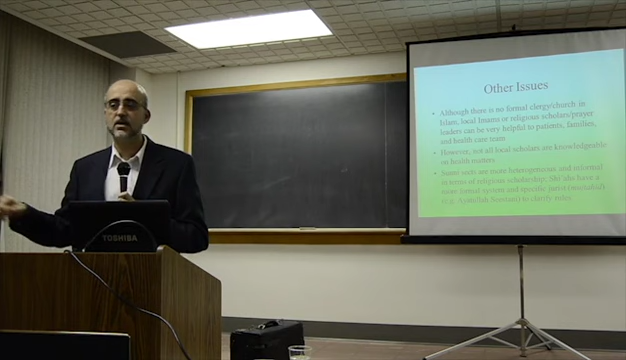 Other Issues
• Although there is no formal clergy/church in
Islam, local Imams or religious scholars/prayer
leaders can be very helpful to patients, families,
and health care team
• However, not all local scholars are knowledgeable
on health matters
• Sunni sects are more heterogeneous and informal
in terms of religious scholarship, Shi'ahs have a
more formal system and specific jurist
(e.g. Ayatollah Seestani) to clarify rules
TOSHIBA